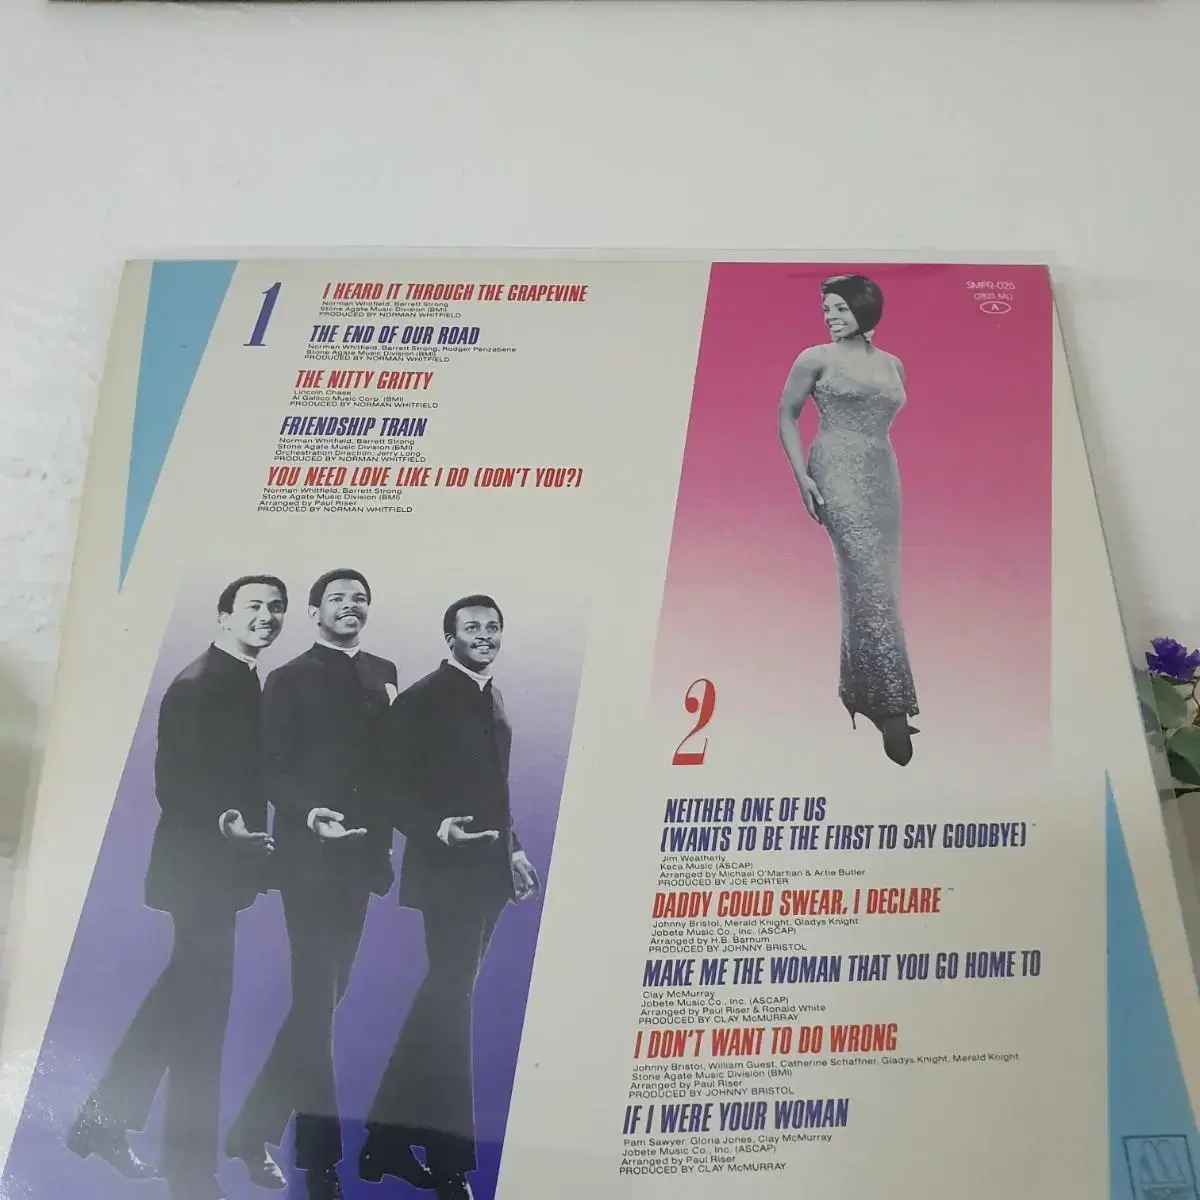 1
I HEARD IT THROUGH THE GRAPEVINE
Norman Whitfield, Barrett Strong
Stone Agate Music Division (BMI)
PRODUCED BY NORMAN WHITFIELD
THE END OF OUR ROAD
Norman Whitfield, Barrett Strong, Rodger Penzabene
Stone Agate Music Division (BMI)
PRODUCED BY NORMAN WHITFIELD
THE NITTY GRITTY
Lincoln Chase
Al Gallico Music Corp. (BMI)
PRODUCED BY NORMAN WHITFIELD
FRIENDSHIP TRAIN
Norman Whitfield, Barrett Strong
Stone Agate Music Division (BMI)
Orchestration Direction: Jerry Long
PRODUCED BY NORMAN WHITFIELD
YOU NEED LOVE LIKE I DO (DON'T YOU?)
Norman Whitfield, Barrett Strong
Stone Agate Music Division (BMI)
Arranged by Paul Riser
PRODUCED BY NORMAN WHITFIELD
SMPR-025
A
2
NEITHER ONE OF US
(WANTS TO BE THE FIRST TO SAY GOODBYE)
Jim Weatherly
Keca Music (ASCAP)
Arranged by Michael O'Martian & Artie Butler
PRODUCED BY JOE PORTER
DADDY COULD SWEAR, I DECLARE
Johnny Bristol, Merald Knight, Gladys Knight
Jobete Music Co., Inc. (ASCAP)
Arranged by H.B. Barnum
PRODUCED BY JOHNNY BRISTOL
MAKE ME THE WOMAN THAT YOU GO HOME TO
Clay McMurray
Jobete Music Co., Inc. (ASCAP)
Arranged by Paul Riser & Ronald White
PRODUCED BY CLAY McMURRAY
I DON'T WANT TO DO WRONG
Johnny Bristol, William Guest, Catherine Schaffner, Gladys Knight, Merald Knight
Stone Agate Music Division (BMI)
Arranged by Paul Riser
PRODUCED BY JOHNNY BRISTOL
IF I WERE YOUR WOMAN
Pam Sawyer, Gloria Jones, Clay McMurray
Jobete Music Co., Inc. (ASCAP)
Arranged by Paul Riser
PRODUCED BY CLAY McMURRAY